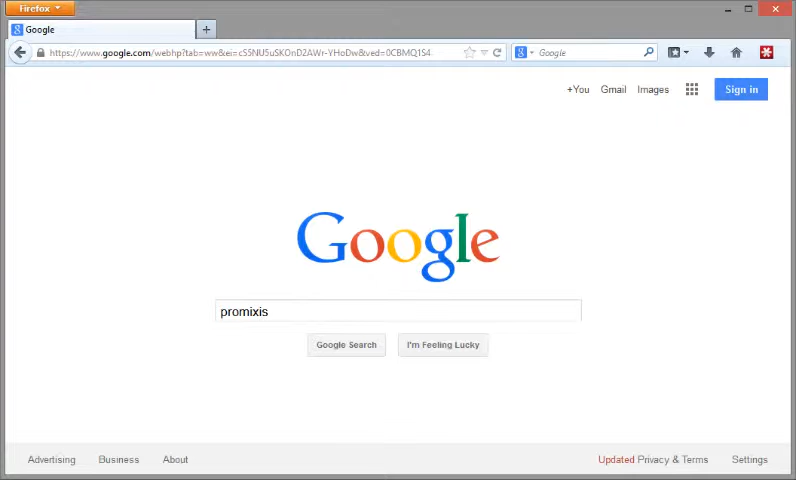 Firefox
Google
https://www.google.com/webhp?tab=ww&ei=cS5NU5uSKOnD2AWr-YHoDw&ved=0CBMQ1S4
Google
+You Gmail Images Sign in
Google
promixis
Google Search I'm Feeling Lucky
Advertising Business About Updated Privacy & Terms Settings